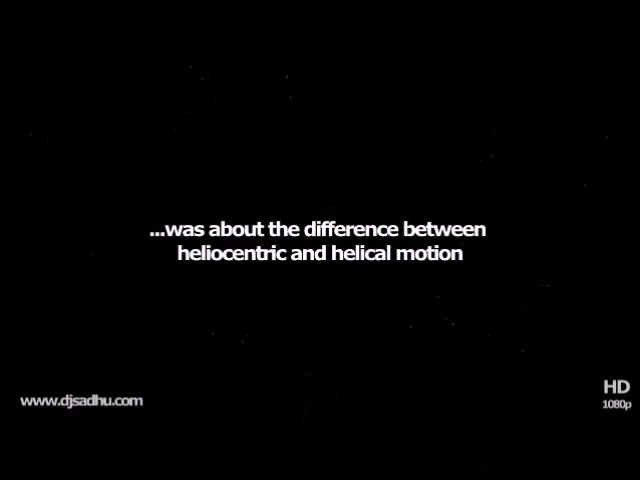 ...was about the difference between
heliocentric and helical motion
www.djsadhu.com
HD
1080p